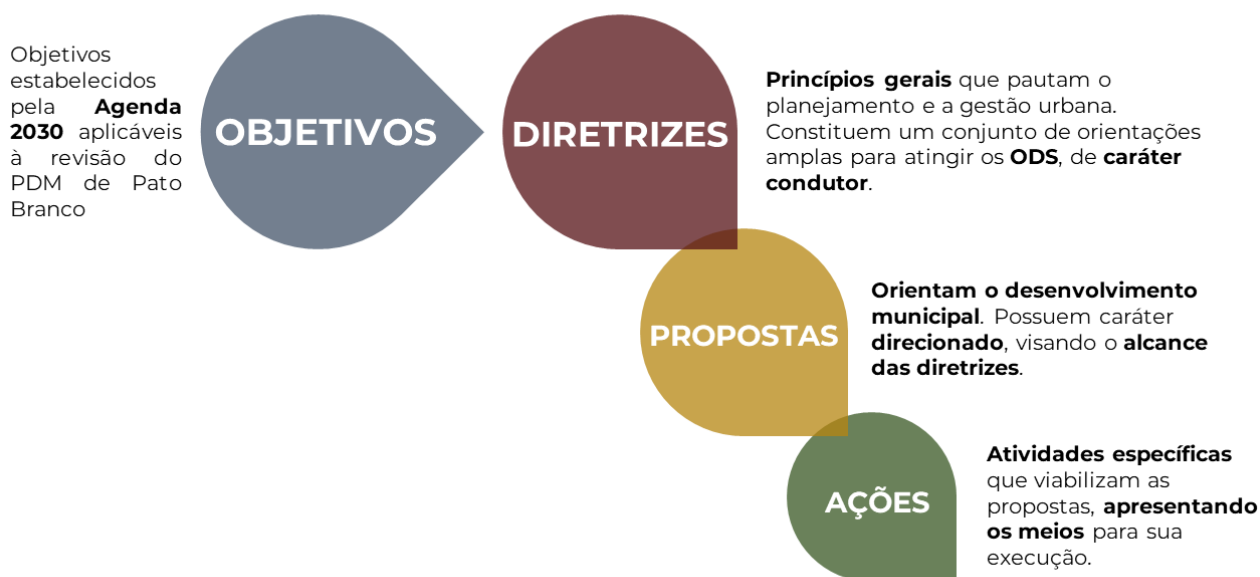 Objetivos
estabelecidos
pela Agenda
2030 aplicáveis
à revisão do
PDM de Pato
Branco
OBJETIVOS
DIRETRIZES
Princípios gerais que pautam o
planejamento e a gestão urbana.
Constituem um conjunto de orientações
amplas para atingir os ODS, de caráter
condutor.
PROPOSTAS
Orientam o desenvolvimento
municipal. Possuem caráter
direcionado, visando o alcance
das diretrizes.
AÇÕES
Atividades específicas
que viabilizam as
propostas, apresentando
os meios para sua
execução.